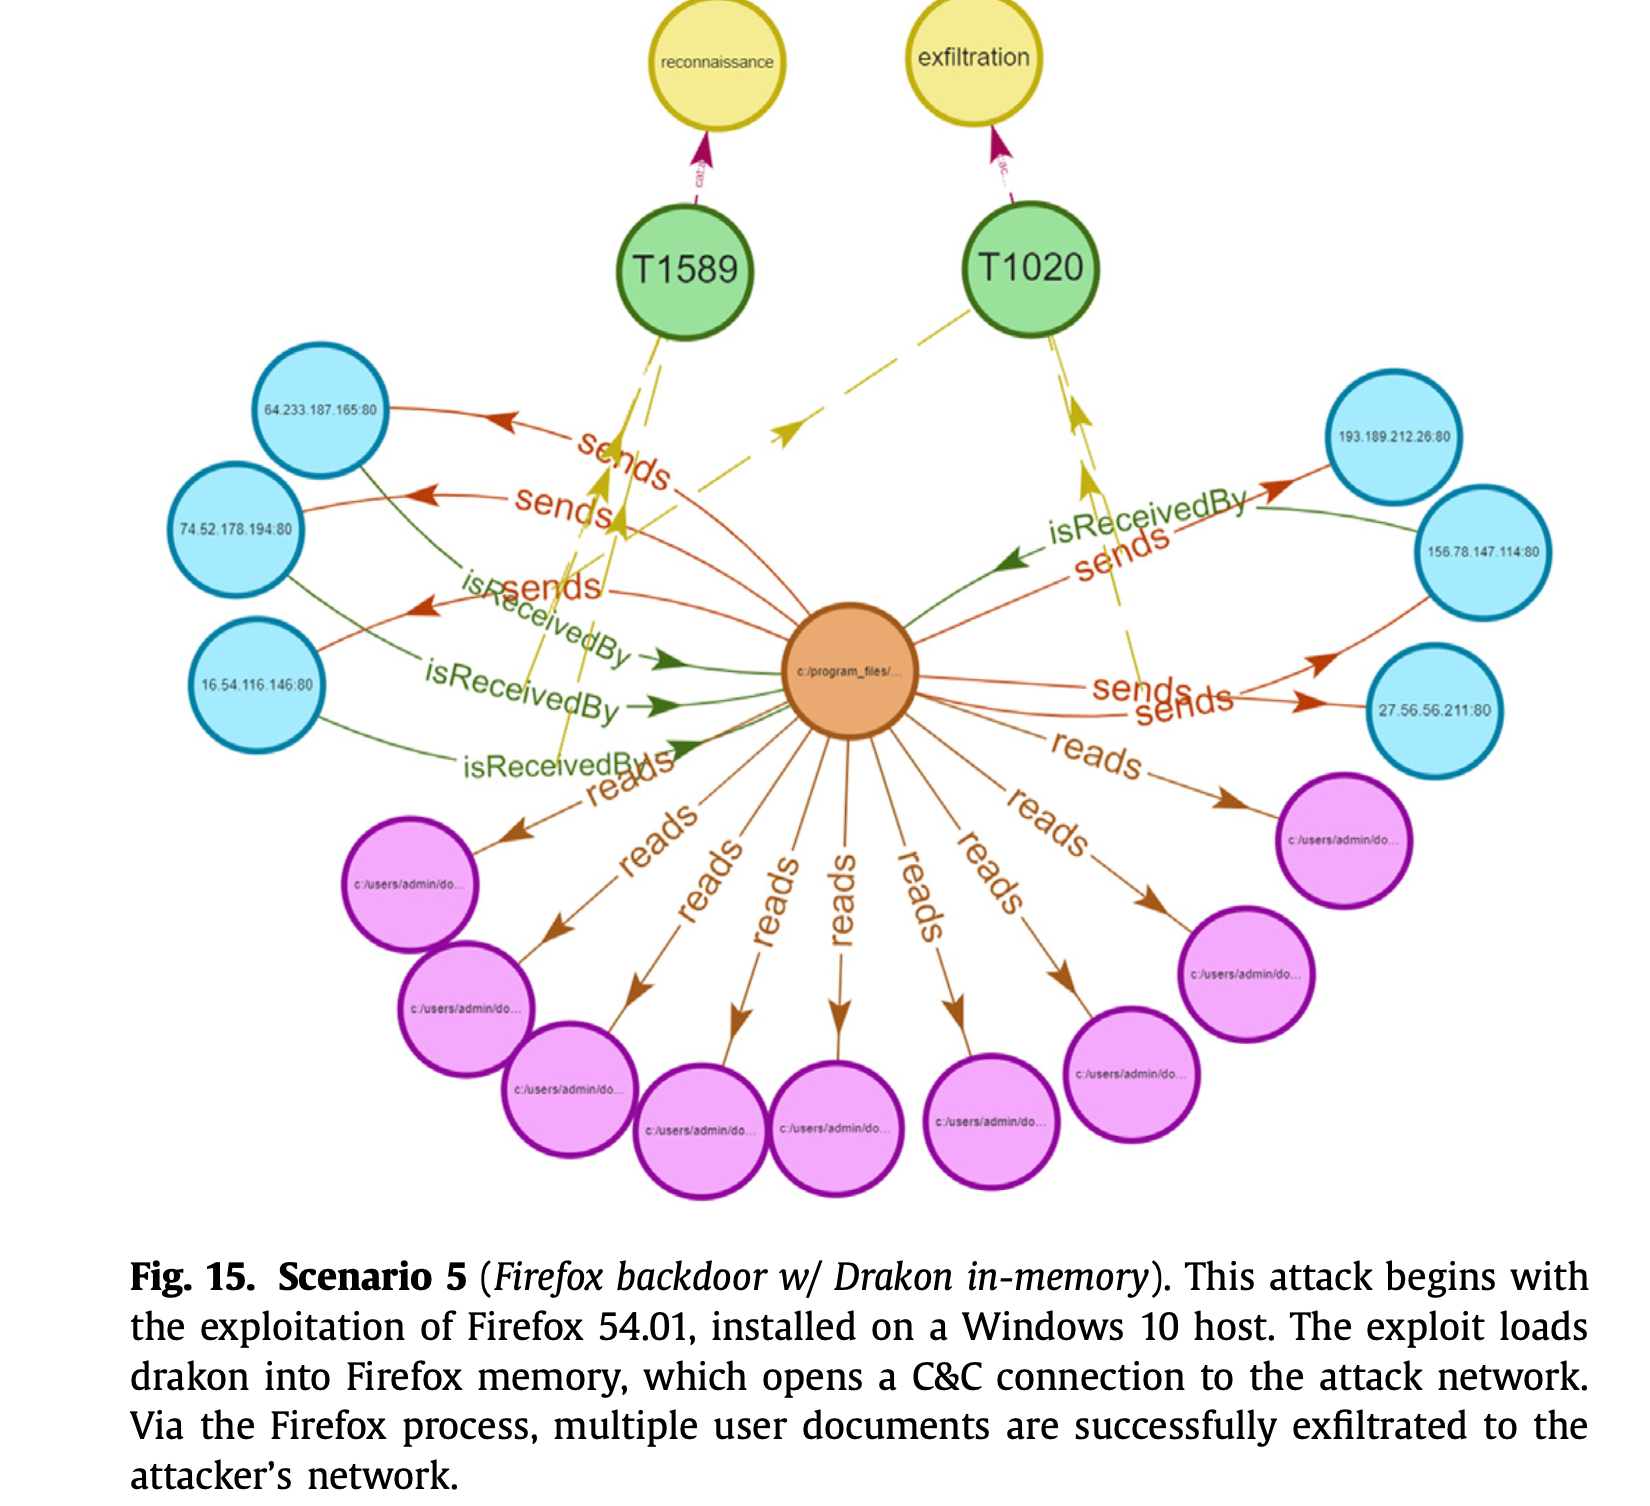 reconnaissance
exfiltration
T1589
T1020
64.233.187.165:80
193.189.212.26:80
sends
sends
isReceivedBy
74.52.178.194:80
156.78.147.114:80
sends
sends
isReceivedBy
isReceivedBy
16.54.116.146:80
c:/program_files/...
sends
sends
27.56.56.211:80
isReceivedBy
reads
reads
reads
reads
reads
reads
reads
reads
reads
reads
c:/users/admin/do...
c:/users/admin/do...
c:/users/admin/do...
c:/users/admin/do...
c:/users/admin/do...
c:/users/admin/do...
c:/users/admin/do...
c:/users/admin/do...
c:/users/admin/do...
Fig. 15. Scenario 5 (Firefox backdoor w/ Drakon in-memory). This attack begins with
the exploitation of Firefox 54.01, installed on a Windows 10 host. The exploit loads
drakon into Firefox memory, which opens a C&C connection to the attack network.
Via the Firefox process, multiple user documents are successfully exfiltrated to the
attacker's network.